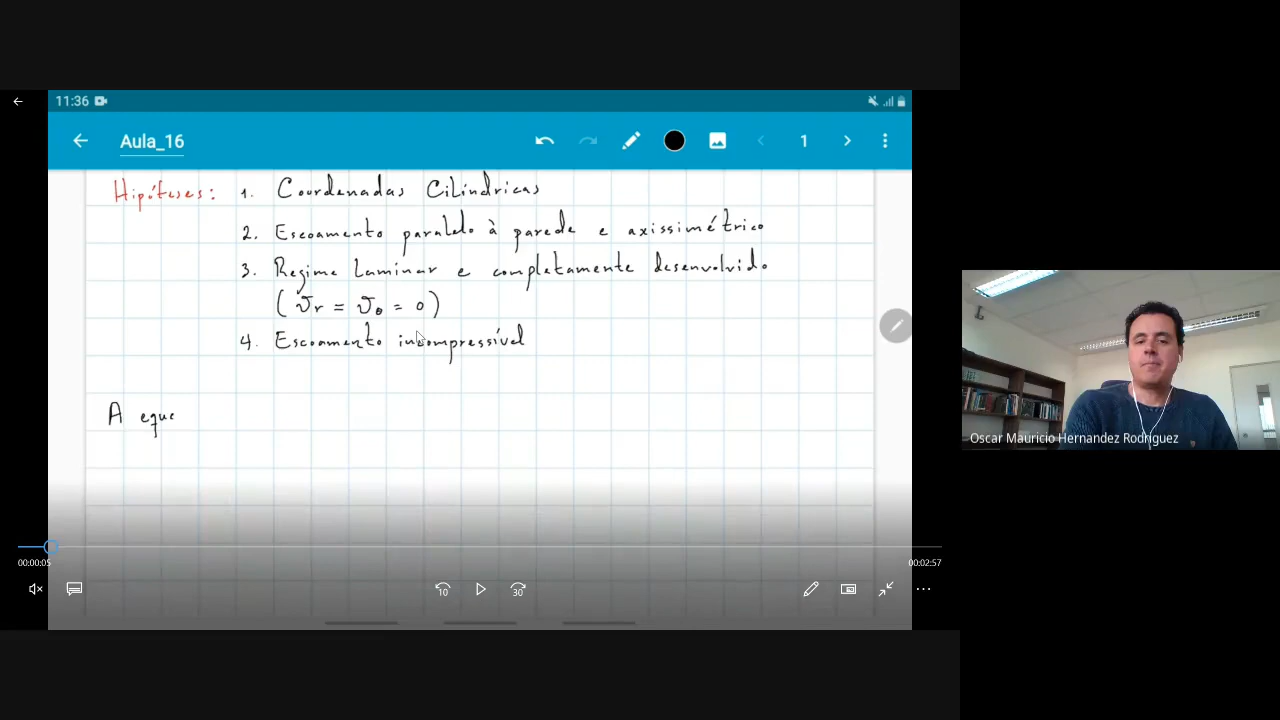 11:36
Aula_16
1
Hipóteses: 1. Coordenadas Cilíndricas
2. Escoamento paralelo à parede e axissimétrico
3. Regime Laminar e completamente desenvolvido
(vr = vθ = 0)
4. Escoamento incompressível
A equc
Oscar Mauricio Hernandez Rodriguez
00:00:05
00:02:57
10
30